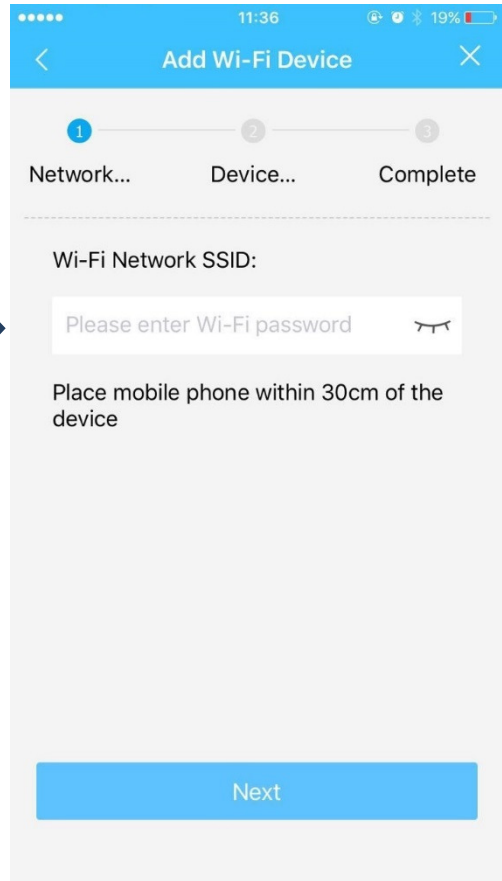 11:36 19%
Add Wi-Fi Device
1 2 3
Network... Device... Complete
Wi-Fi Network SSID:
Please enter Wi-Fi password
Place mobile phone within 30cm of the
device
Next